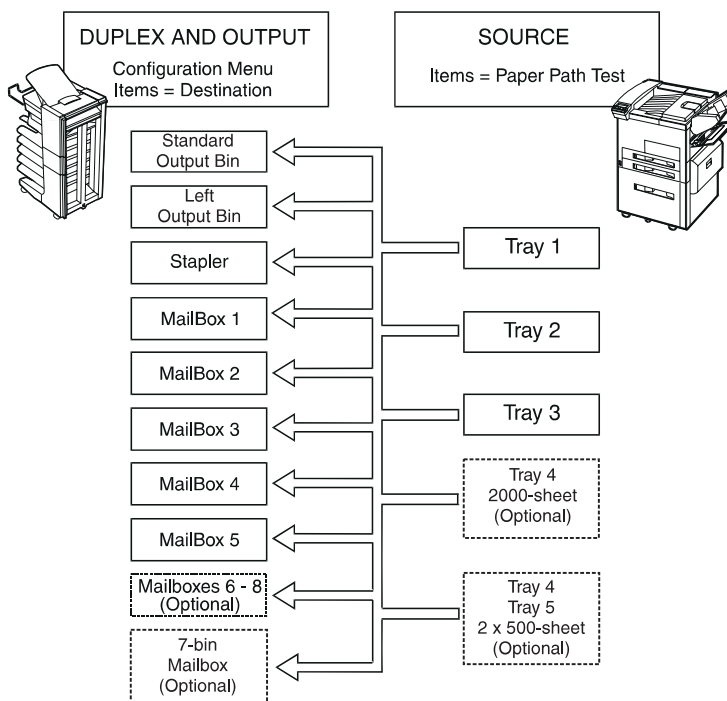 DUPLEX AND OUTPUT
Configuration Menu
Items = Destination
SOURCE
Items = Paper Path Test
Standard
Output Bin
Left
Output Bin
Stapler
MailBox 1
MailBox 2
MailBox 3
MailBox 4
MailBox 5
Mailboxes 6 - 8
(Optional)
7-bin
Mailbox
(Optional)
Tray 1
Tray 2
Tray 3
Tray 4
2000-sheet
(Optional)
Tray 4
Tray 5
2 x 500-sheet
(Optional)